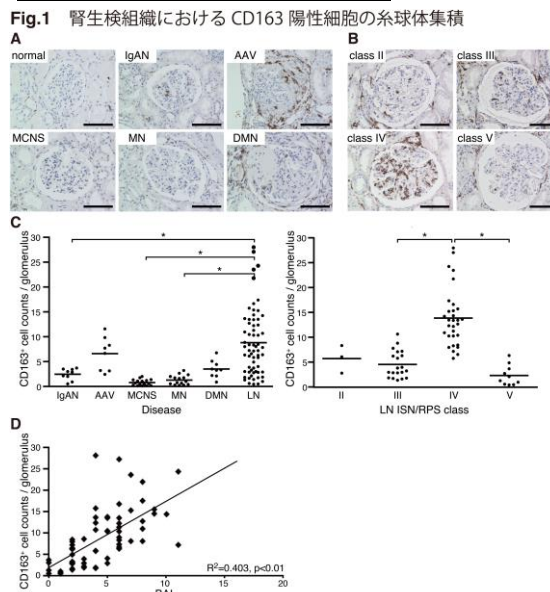 Fig.1 腎生検組織における CD163 陽性細胞の糸球体集積
A
normal
IgAN
AAV
MCNS
MN
DMN
B
class II
class III
class IV
class V
C
CD163+ cell counts / glomerulus
30
25
20
15
10
5
0
* 
*
*
IgAN AAV MCNS MN DMN LN
Disease
CD163+ cell counts / glomerulus
30
25
20
15
10
5
0
* *
II III IV V
LN ISN/RPS class
D
CD163+ cell counts / glomerulus
30
25
20
15
10
5
0
R2=0.403, p<0.01
0 5 10 15 20